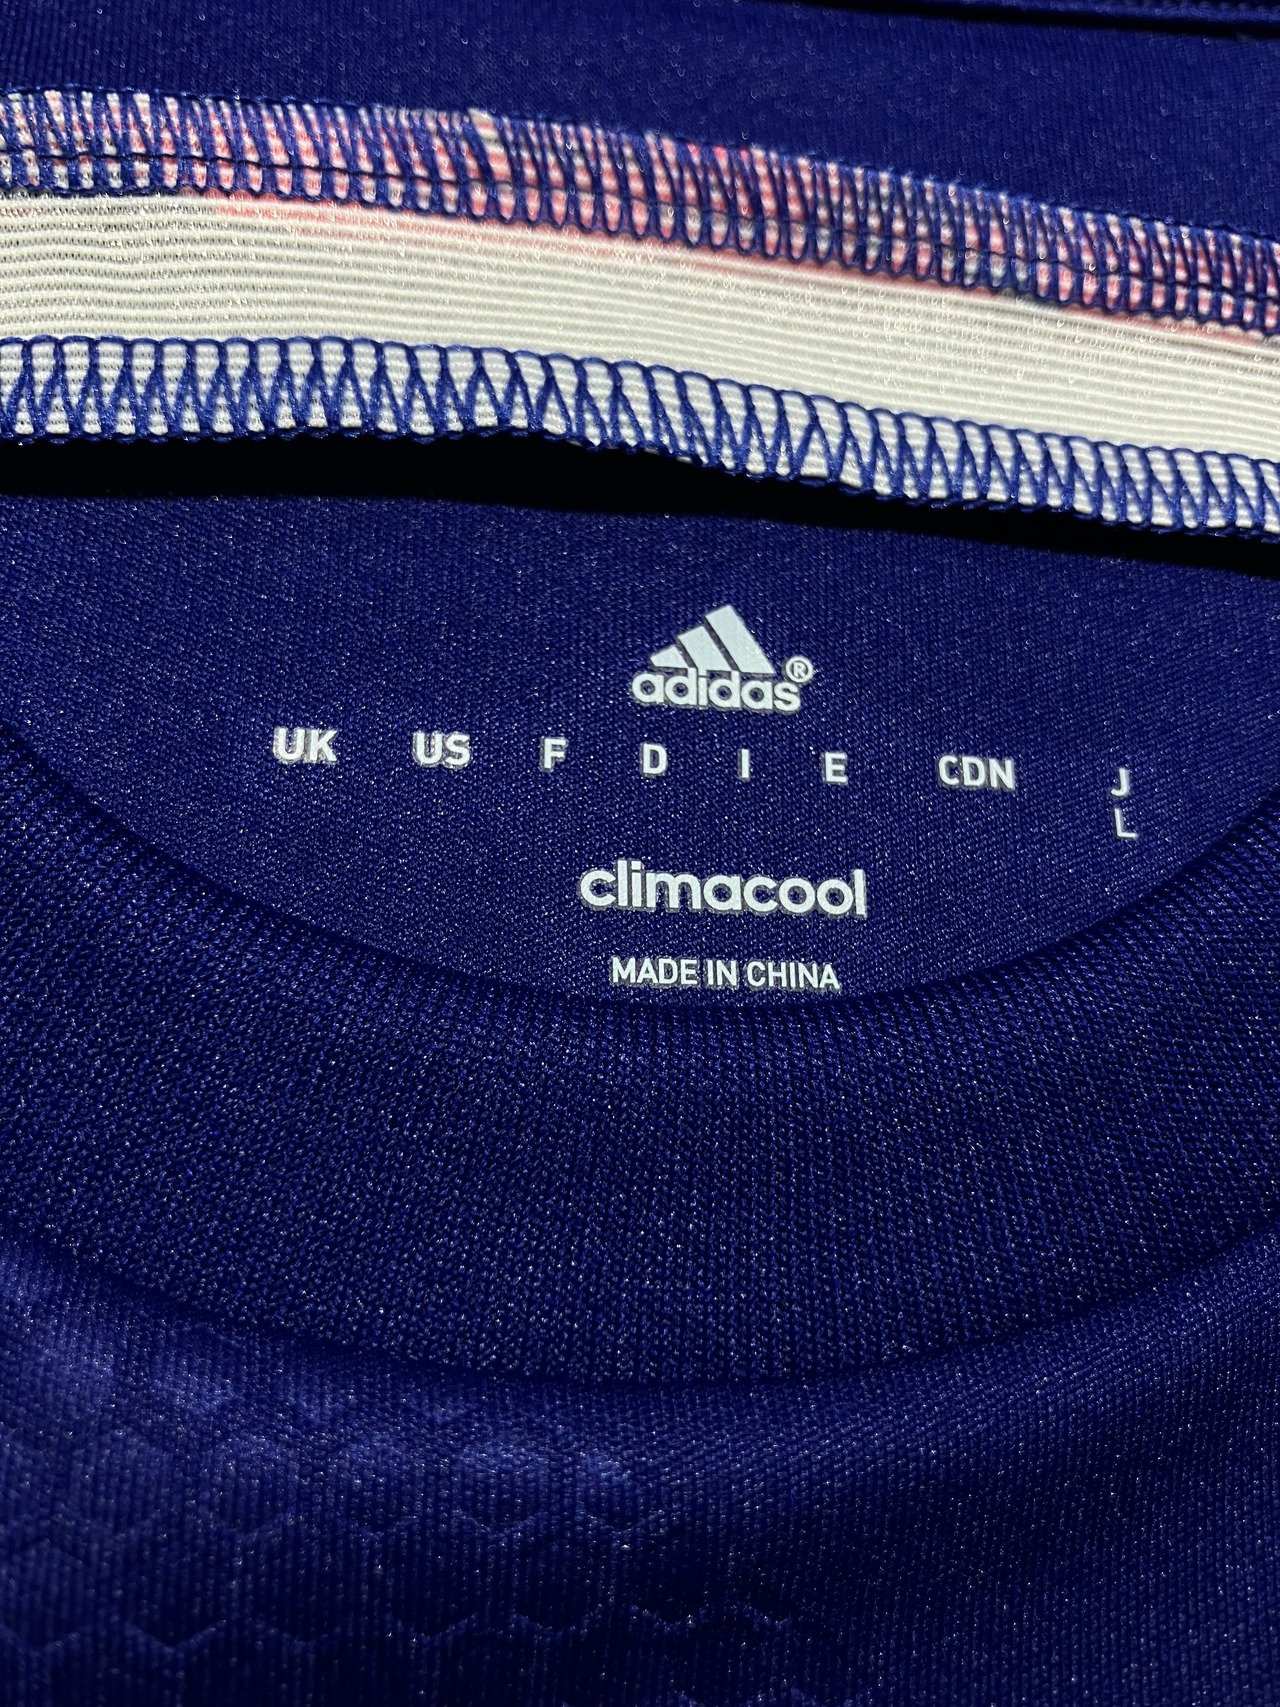 adidas®
UK US F D I E CDN J
L
climacool
MADE IN CHINA